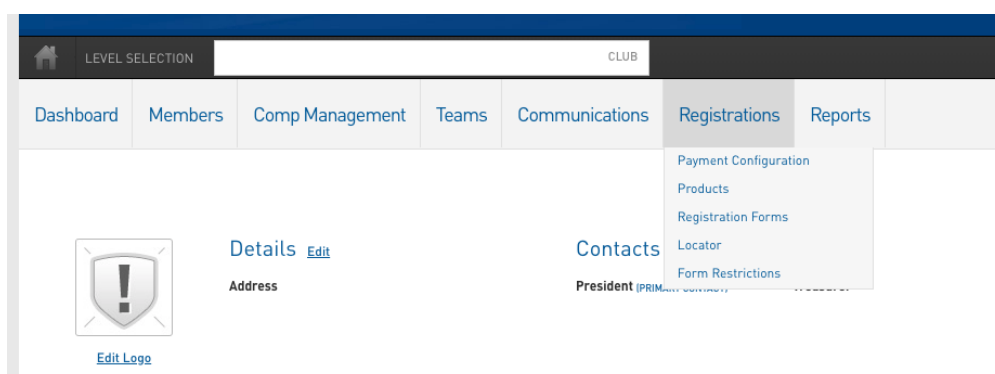 LEVEL SELECTION CLUB
Dashboard Members Comp Management Teams Communications Registrations Reports
Payment Configuration
Products
Registration Forms
Details Edit Contacts Locator
Form Restrictions
Address President
Edit Logo